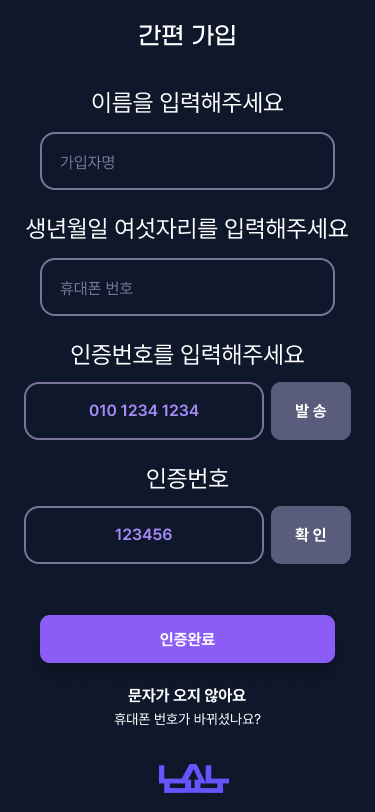 간편 가입
이름을 입력해주세요
가입자명
생년월일 여섯자리를 입력해주세요
휴대폰 번호
인증번호를 입력해주세요
010 1234 1234
발 송
인증번호
123456
확 인
인증완료
문자가 오지 않아요
휴대폰 번호가 바뀌셨나요?